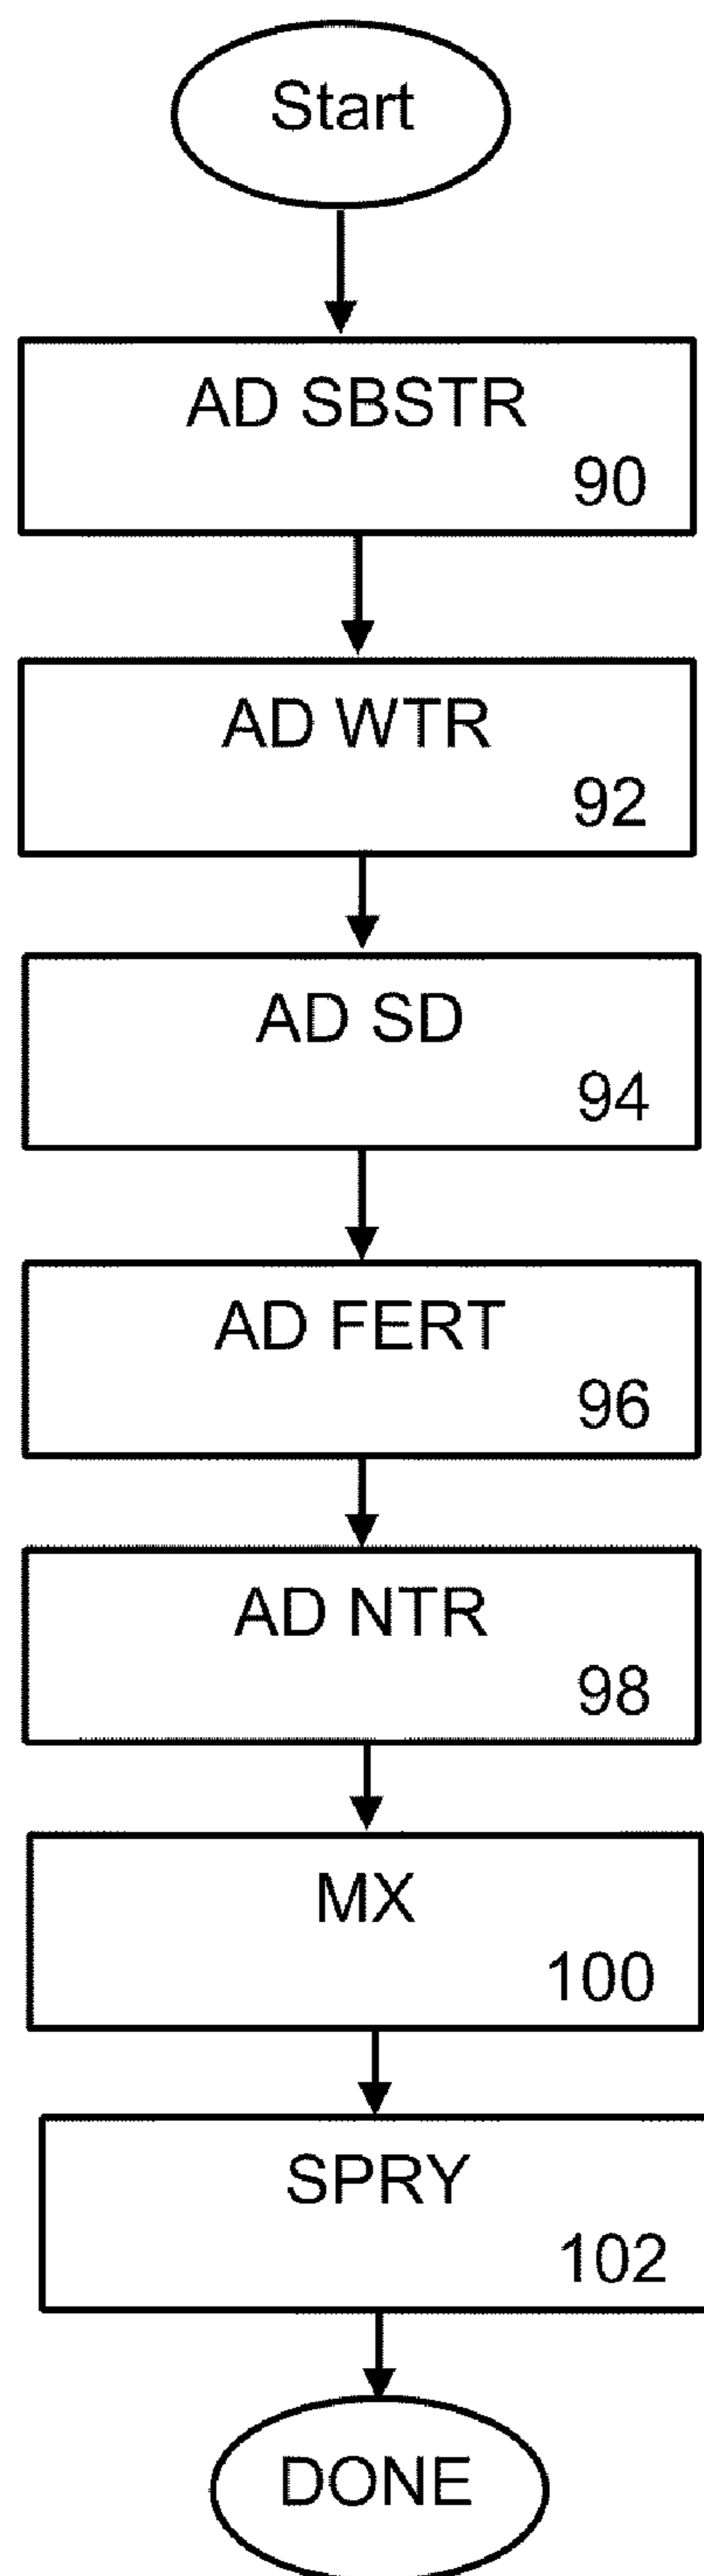 Start
AD SBSTR
90
AD WTR
92
AD SD
94
AD FERT
96
AD NTR
98
MX
100
SPRY
102
DONE